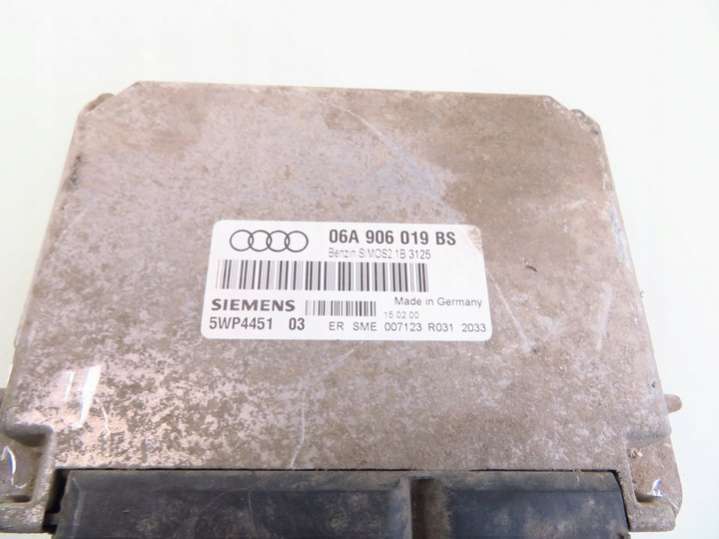 06A 906 019 BS
Benzin SIMOS2.1B 3125
SIEMENS Made in Germany
15.02.00
5WP4451 03 ER SME 007123 R031 2033